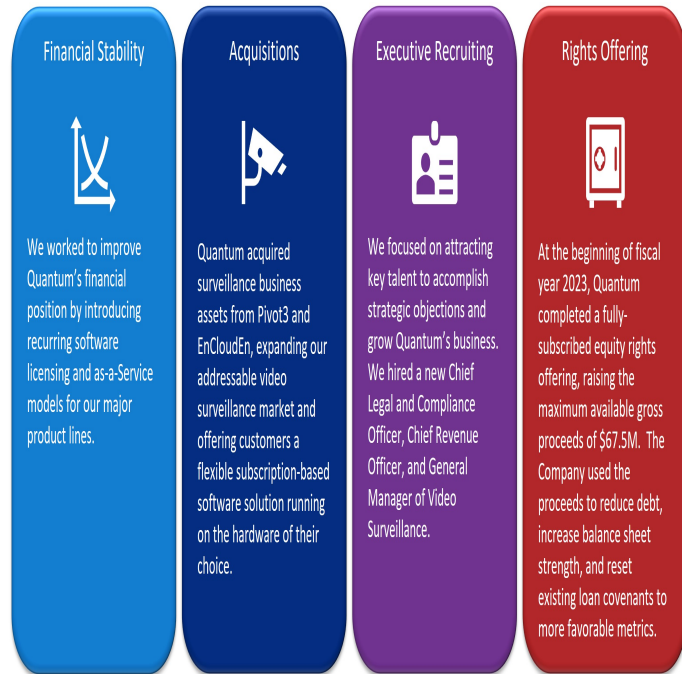 Financial Stability
We worked to improve
Quantum's financial
position by introducing
recurring software
licensing and as-a-Service
models for our major
product lines.
Acquisitions
Quantum acquired
surveillance business
assets from Pivot3 and
EnCloudEn, expanding our
addressable video
surveillance market and
offering customers a
flexible subscription-based
software solution running
on the hardware of their
choice.
Executive Recruiting
We focused on attracting
key talent to accomplish
strategic objections and
grow Quantum's business.
We hired a new Chief
Legal and Compliance
Officer, Chief Revenue
Officer, and General
Manager of Video
Surveillance.
Rights Offering
At the beginning of fiscal
year 2023, Quantum
completed a fully-
subscribed equity rights
offering, raising the
maximum available gross
proceeds of $67.5M.  The
Company used the
proceeds to reduce debt,
increase balance sheet
strength, and reset
existing loan covenants to
more favorable metrics.